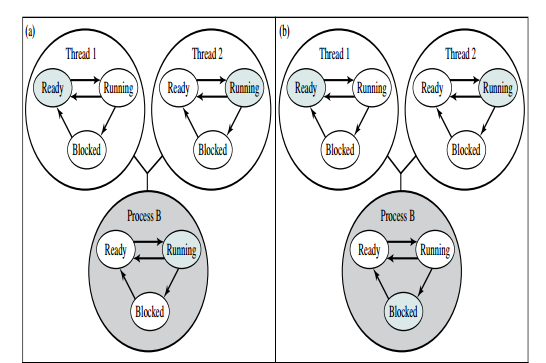 (a)
Thread 1
Ready
Running
Blocked
Thread 2
Ready
Running
Blocked
Process B
Ready
Running
Blocked
(b)
Thread 1
Ready
Running
Blocked
Thread 2
Ready
Running
Blocked
Process B
Ready
Running
Blocked